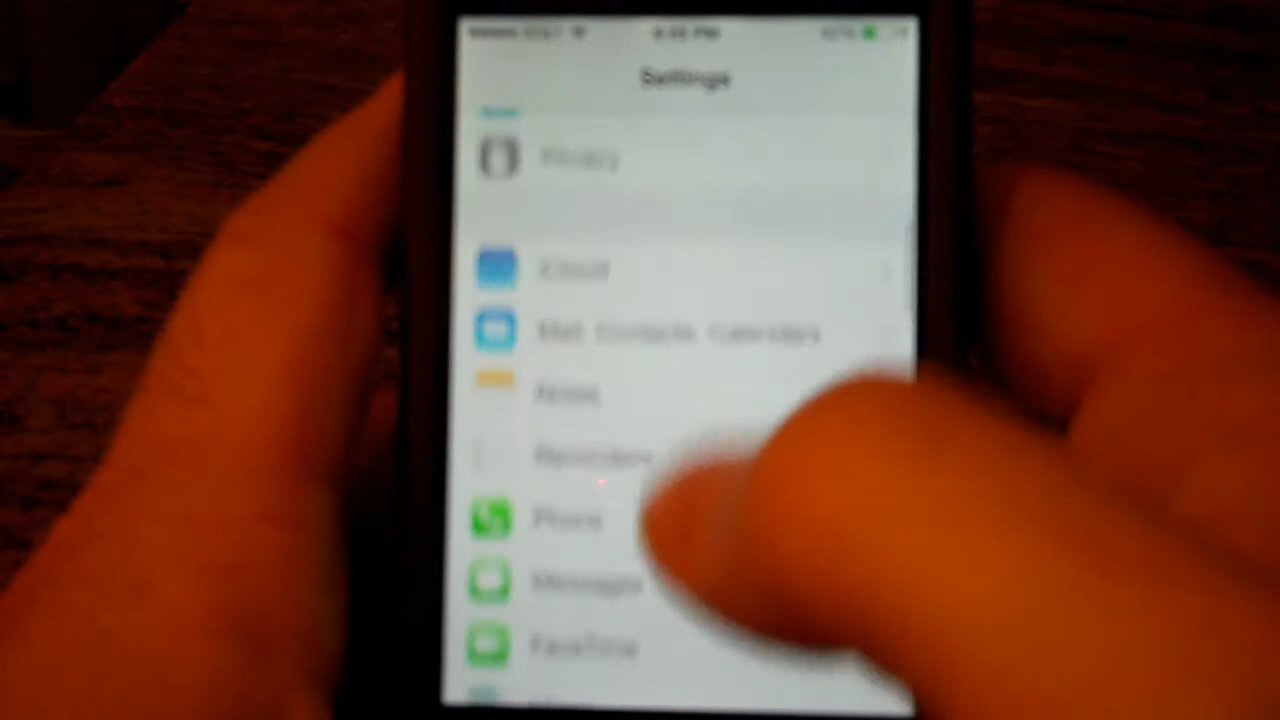 Settings
Privacy
iCloud
Mail, Contacts, Calendars
Notes
Reminders
Phone
Messages
FaceTime